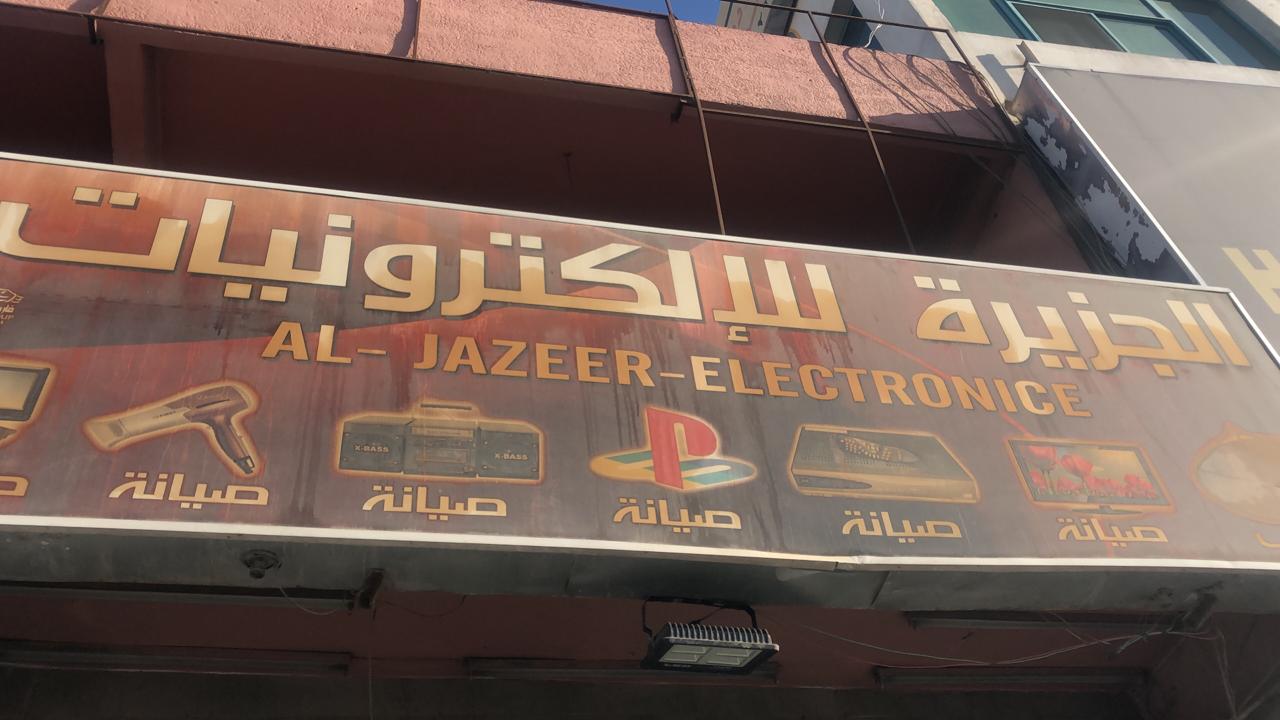 الجزيرة للإلكترونيات
AL- JAZEER-ELECTRONICE
X-BASS X-BASS
صيانة صيانة صيانة صيانة صيانة
H